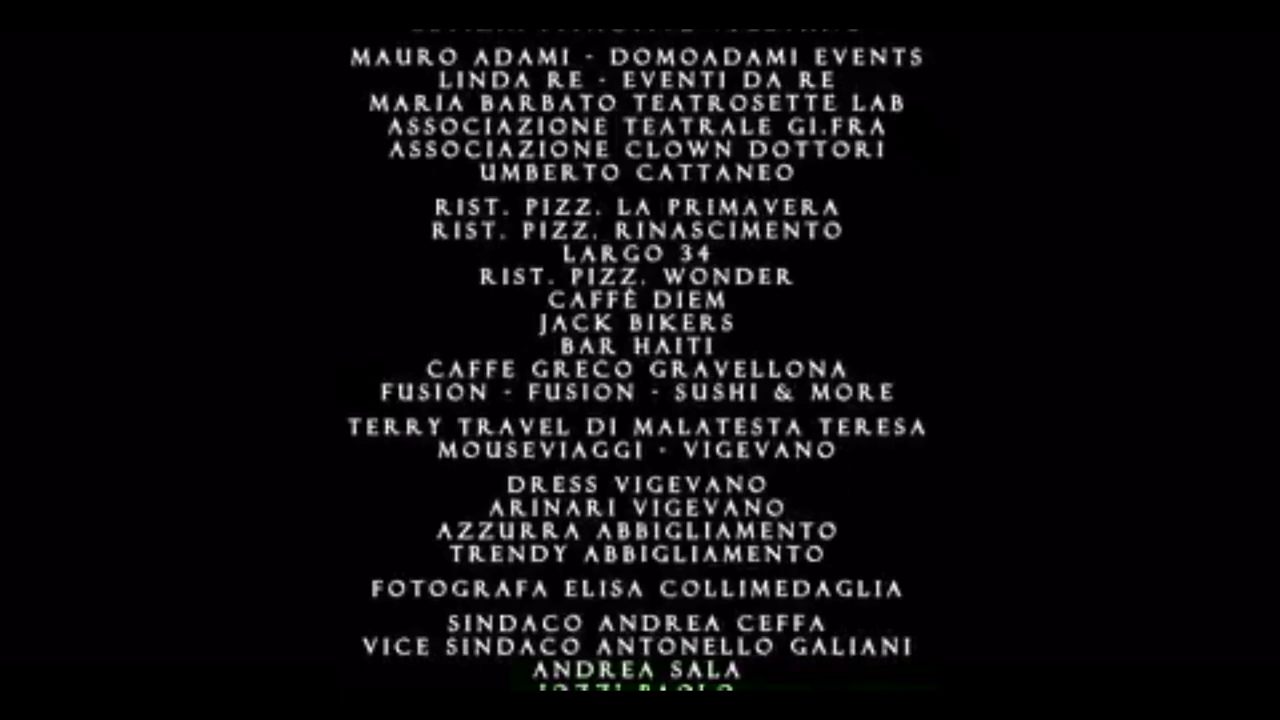 MAURO ADAMI - DOMOADAMI EVENTS
LINDA RE - EVENTI DA RE
MARIA BARBATO TEATROSETTE LAB
ASSOCIAZIONE TEATRALE GI.FRA
ASSOCIAZIONE CLOWN DOTTORI
UMBERTO CATTANEO
RIST. PIZZ. LA PRIMAVERA
RIST. PIZZ. RINASCIMENTO
LARGO 34
RIST. PIZZ. WONDER
CAFFÈ DIEM
JACK BIKERS
BAR HAITI
CAFFE GRECO GRAVELLONA
FUSION - FUSION - SUSHI & MORE
TERRY TRAVEL DI MALATESTA TERESA
MOUSEVIAGGI - VIGEVANO
DRESS VIGEVANO
ARINARI VIGEVANO
AZZURRA ABBIGLIAMENTO
TRENDY ABBIGLIAMENTO
FOTOGRAFA ELISA COLLIMEDAGLIA
SINDACO ANDREA CEFFA
VICE SINDACO ANTONELLO GALIANI
ANDREA SALA